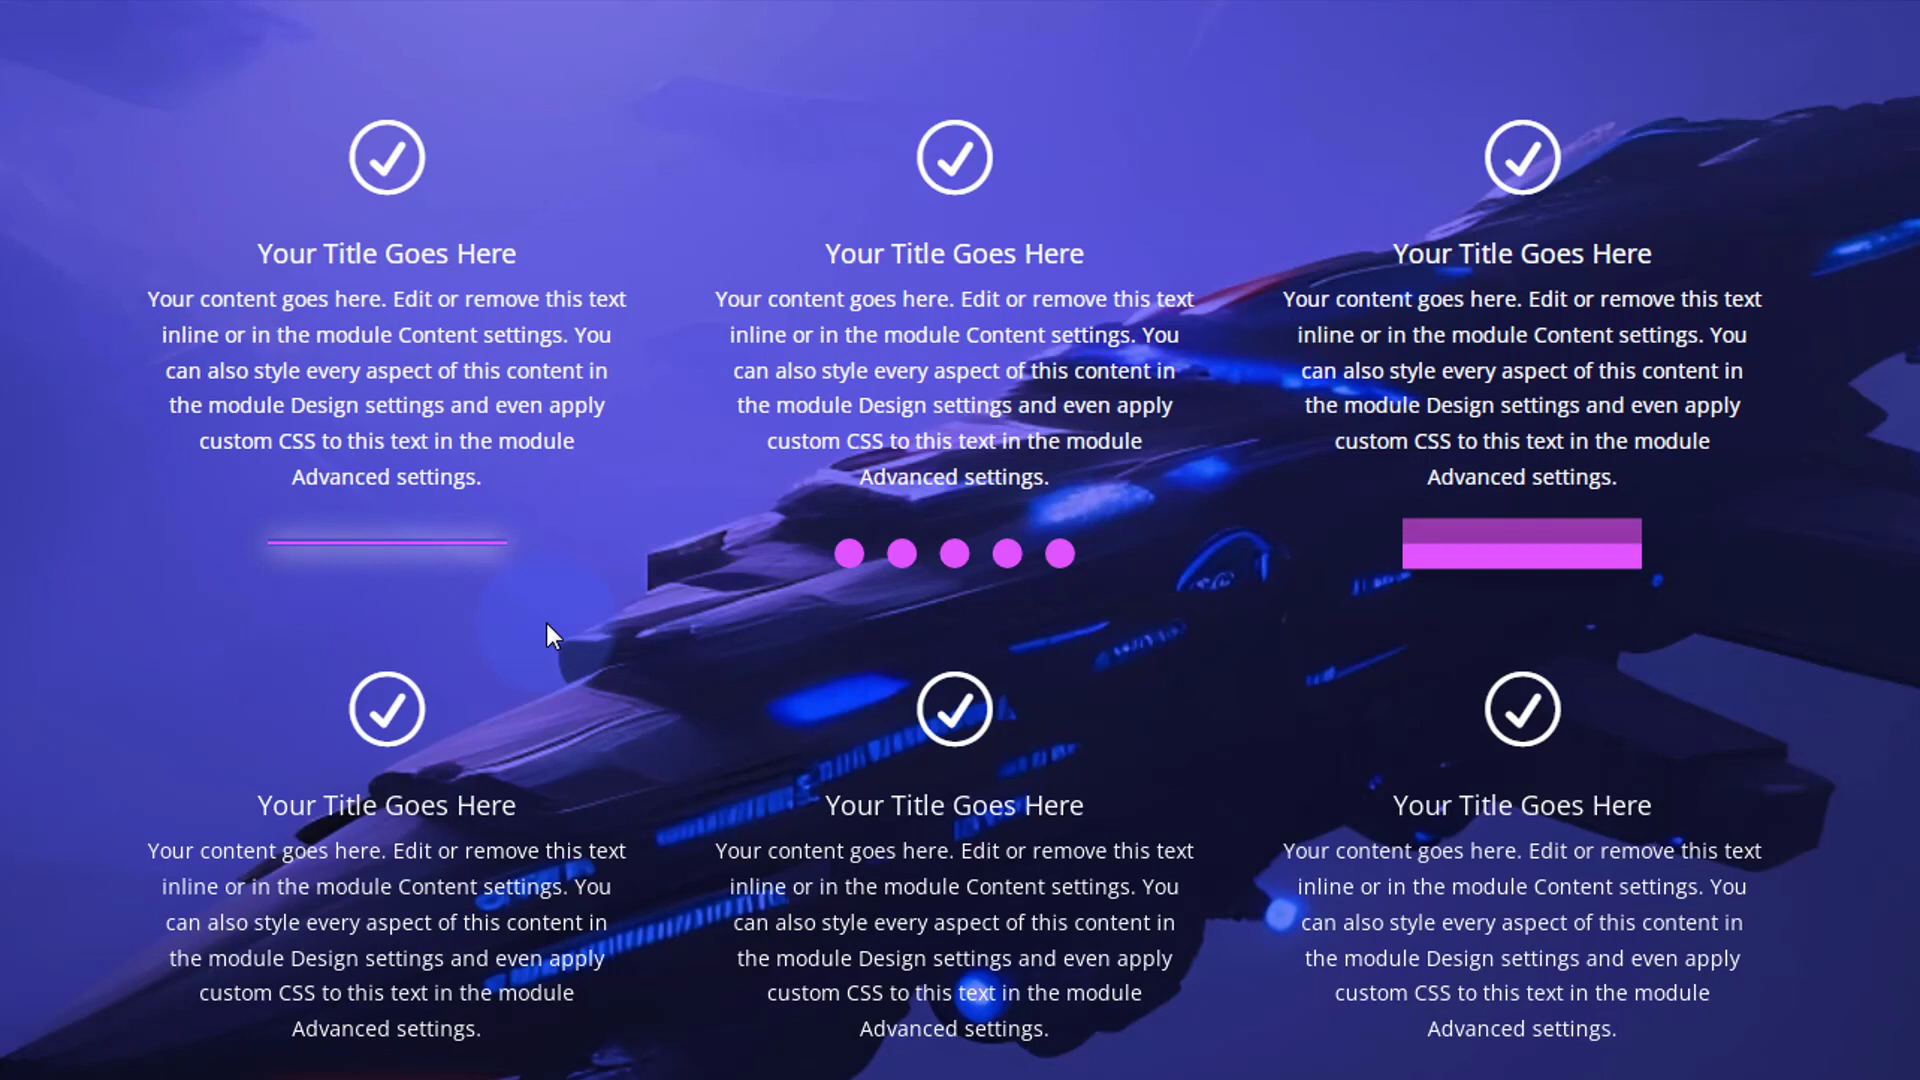 Your Title Goes Here
Your content goes here. Edit or remove this text
inline or in the module Content settings. You
can also style every aspect of this content in
the module Design settings and even apply
custom CSS to this text in the module
Advanced settings.
Your Title Goes Here
Your content goes here. Edit or remove this text
inline or in the module Content settings. You
can also style every aspect of this content in
the module Design settings and even apply
custom CSS to this text in the module
Advanced settings.
Your Title Goes Here
Your content goes here. Edit or remove this text
inline or in the module Content settings. You
can also style every aspect of this content in
the module Design settings and even apply
custom CSS to this text in the module
Advanced settings.
Your Title Goes Here
Your content goes here. Edit or remove this text
inline or in the module Content settings. You
can also style every aspect of this content in
the module Design settings and even apply
custom CSS to this text in the module
Advanced settings.
Your Title Goes Here
Your content goes here. Edit or remove this text
inline or in the module Content settings. You
can also style every aspect of this content in
the module Design settings and even apply
custom CSS to this text in the module
Advanced settings.
Your Title Goes Here
Your content goes here. Edit or remove this text
inline or in the module Content settings. You
can also style every aspect of this content in
the module Design settings and even apply
custom CSS to this text in the module
Advanced settings.